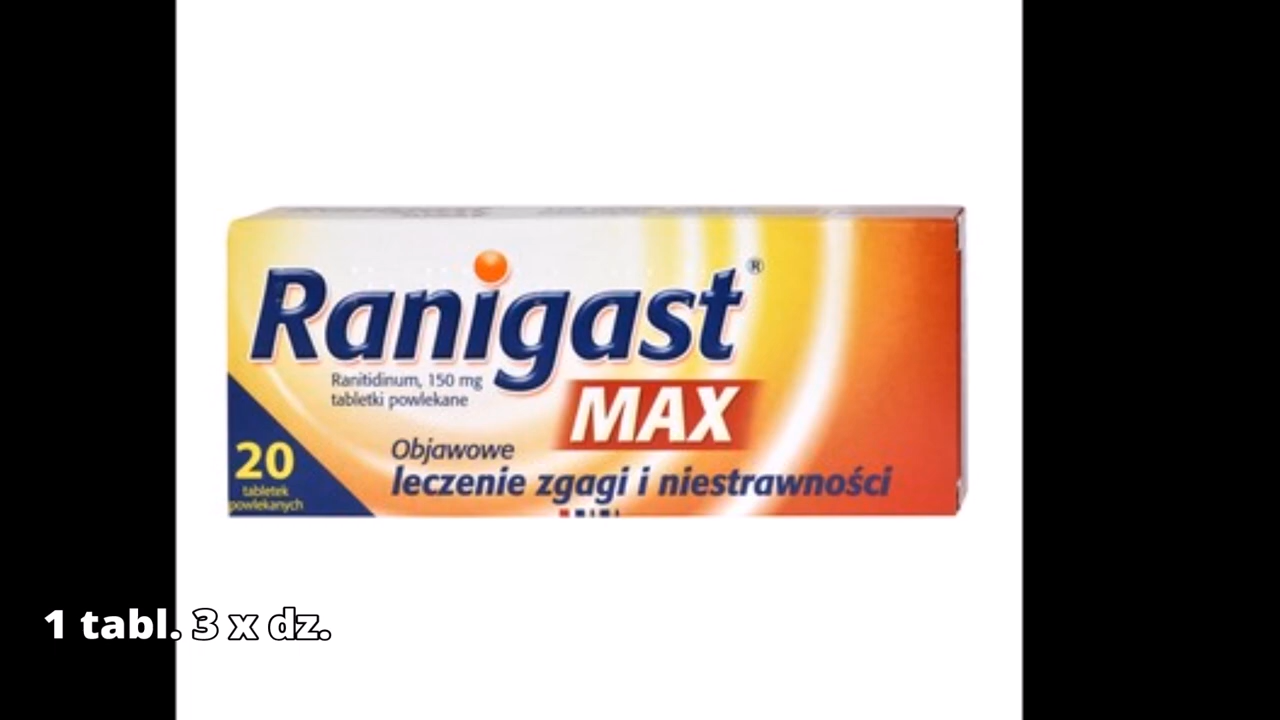 Ranigast®
Ranitidinum, 150 mg
tabletki powlekane
MAX
Objawowe
leczenie zgagi i niestrawności
20
tabletek
powlekanych
1 tabl. 3 x dz.